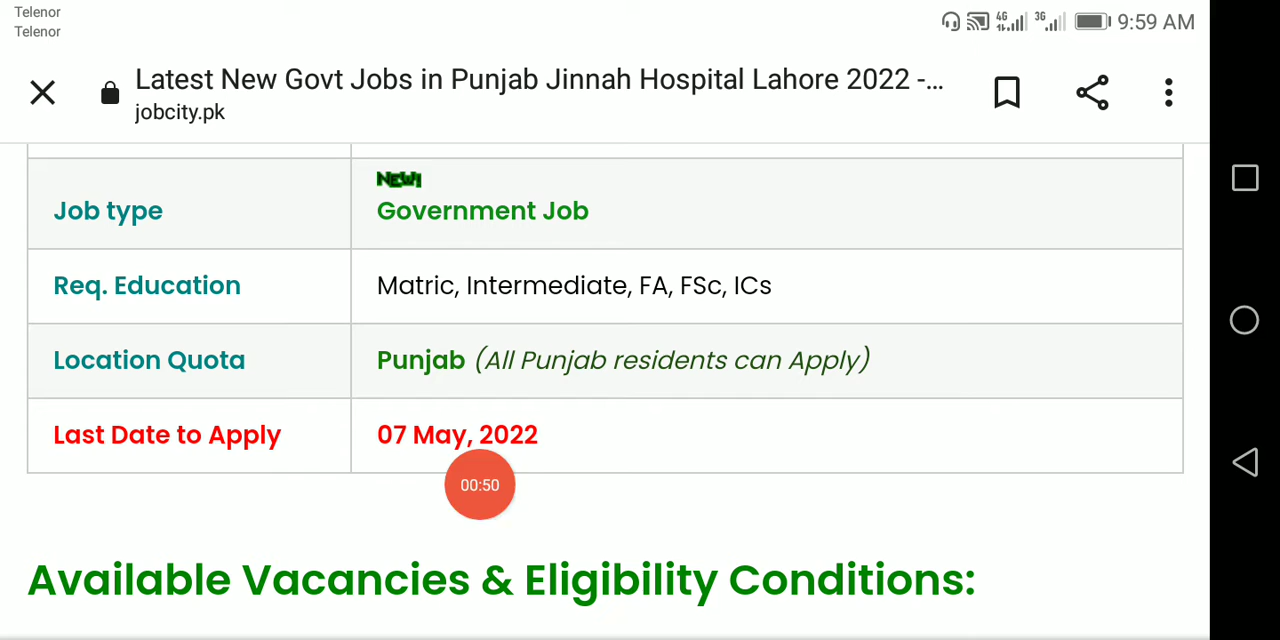 Telenor
Telenor
4G 3G 9:59 AM
Latest New Govt Jobs in Punjab Jinnah Hospital Lahore 2022 -...
jobcity.pk
NEW!
Job type Government Job
Req. Education Matric, Intermediate, FA, FSc, ICs
Location Quota Punjab (All Punjab residents can Apply)
Last Date to Apply 07 May, 2022
00:50
Available Vacancies & Eligibility Conditions: